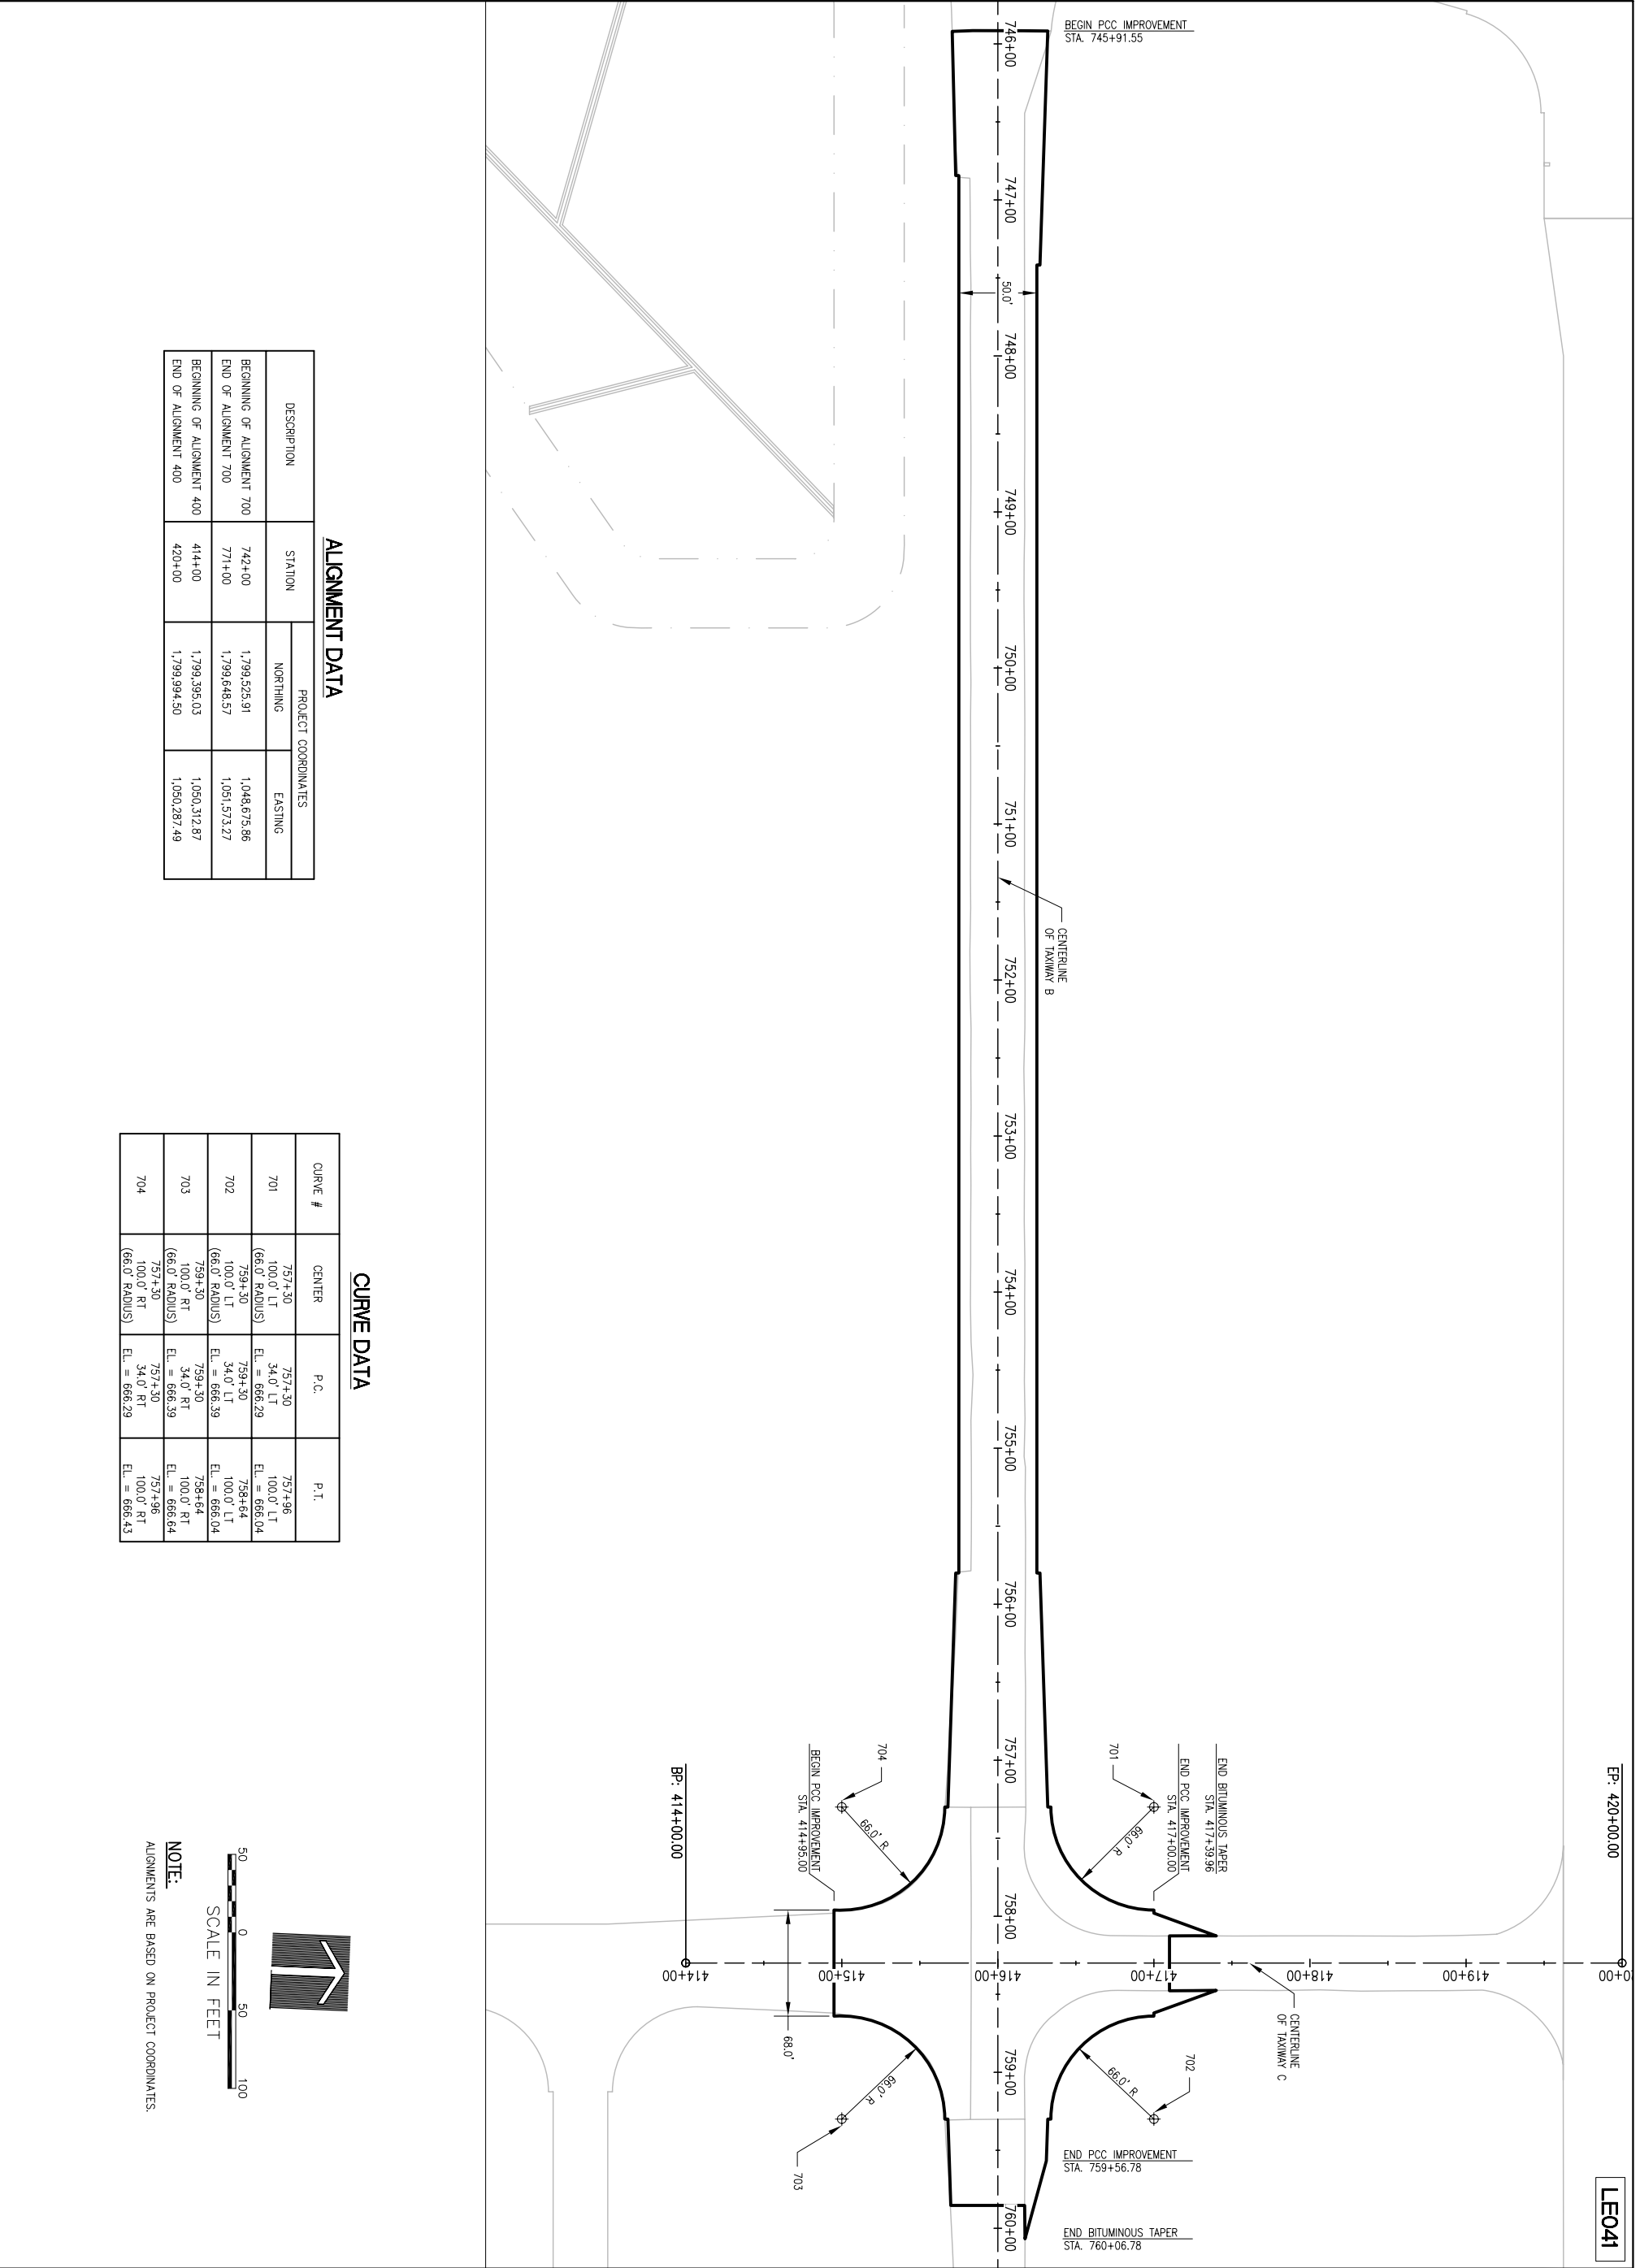 LE041
BEGIN PCC IMPROVEMENT
STA. 745+91.55
746+00
747+00
50.0'
748+00
749+00
750+00
751+00
CENTERLINE
OF TAXIWAY B
752+00
753+00
754+00
755+00
756+00
757+00
758+00
759+00
760+00
EP: 420+00.00
20+00
419+00
418+00
417+00
416+00
415+00
414+00
BP: 414+00.00
END BITUMINOUS TAPER
STA. 417+39.96
END PCC IMPROVEMENT
STA. 417+00.00
701
66.0' R
CENTERLINE
OF TAXIWAY C
702
66.0' R
END PCC IMPROVEMENT
STA. 759+56.78
END BITUMINOUS TAPER
STA. 760+06.78
704
66.0' R
BEGIN PCC IMPROVEMENT
STA. 414+95.00
68.0'
66.0' R
703
ALIGNMENT DATA
DESCRIPTION
STATION
PROJECT COORDINATES
NORTHING
EASTING
BEGINNING OF ALIGNMENT 700 742+00 1,799,525.91 1,048,675.86
END OF ALIGNMENT 700 771+00 1,799,648.57 1,051,573.27
BEGINNING OF ALIGNMENT 400 414+00 1,799,395.03 1,050,312.87
END OF ALIGNMENT 400 420+00 1,799,994.50 1,050,287.49
CURVE DATA
CURVE # CENTER P.C. P.T.
757+30 757+30 757+96
701 100.0' LT 34.0' LT 100.0' LT
(66.0' RADIUS) EL. = 666.29 EL. = 666.04
759+30 759+30 758+64
702 100.0' LT 34.0' LT 100.0' LT
(66.0' RADIUS) EL. = 666.39 EL. = 666.04
759+30 759+30 758+64
703 100.0' RT 34.0' RT 100.0' RT
(66.0' RADIUS) EL. = 666.39 EL. = 666.64
757+30 757+30 757+96
704 100.0' RT 34.0' RT 100.0' RT
(66.0' RADIUS) EL. = 666.29 EL. = 666.43
50 0 50 100
SCALE IN FEET
NOTE:
ALIGNMENTS ARE BASED ON PROJECT COORDINATES.